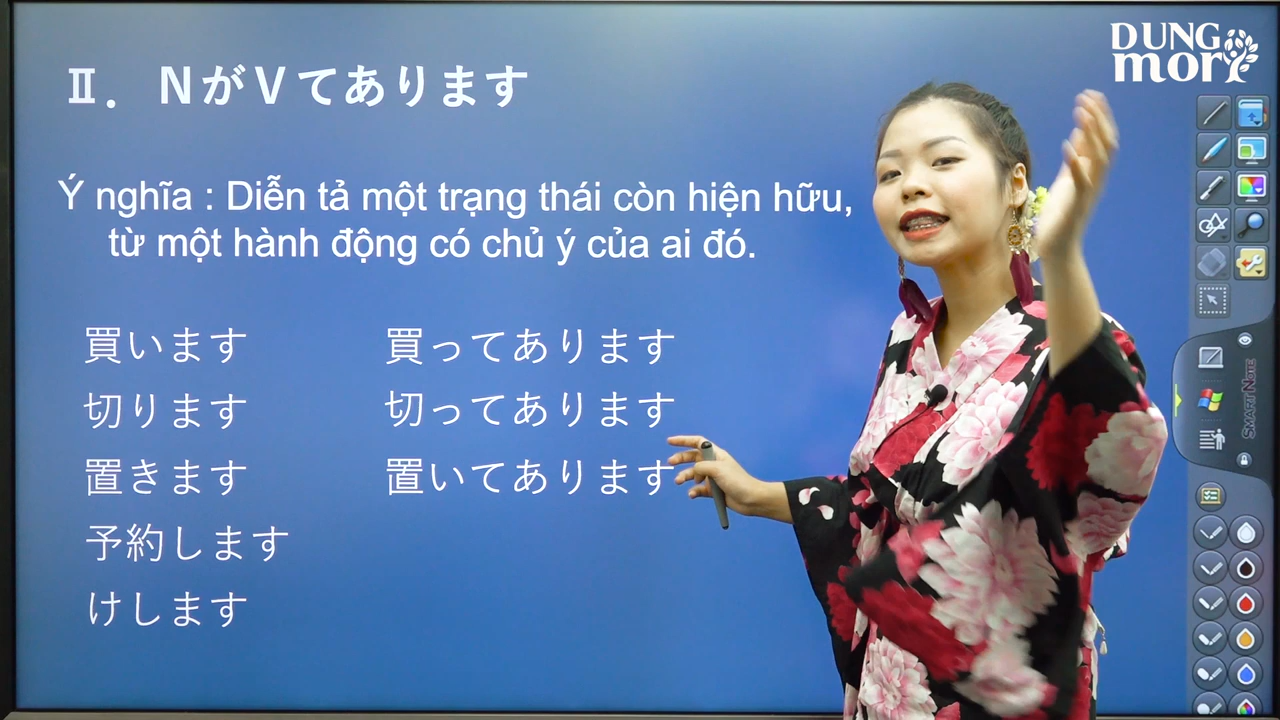 DUNG
mori
Ⅱ．ＮがＶてあります
Ý nghĩa : Diễn tả một trạng thái còn hiện hữu,
từ một hành động có chủ ý của ai đó.
買います 買ってあります
切ります 切ってあります
置きます 置いてあります
予約します
けします
SMART NOTE